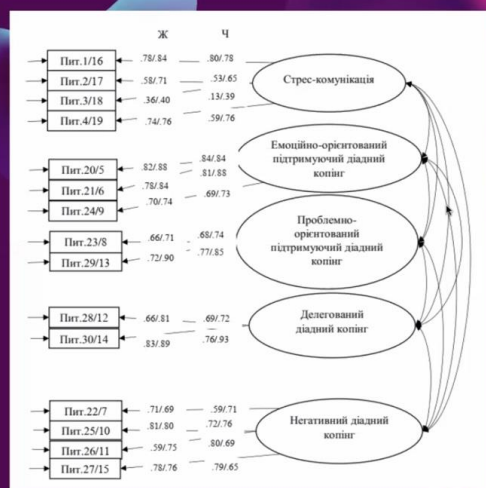 Ж Ч
Пит.1/16 .78/.84 .80/.78
Пит.2/17 .58/.71 .53/.65
Пит.3/18 .36/.40 .13/.39
Пит.4/19 .74/.76 .59/.76
Стрес-комунікація
Пит.20/5 .82/.88 .84/.84
Пит.21/6 .78/.84 .81/.88
Пит.24/9 .70/.74 .69/.73
Емоційно-орієнтований
підтримуючий діадний
копінг
Пит.23/8 .66/.71 .68/.74
Пит.29/13 .72/.90 .77/.85
Проблемно-
орієнтований
підтримуючий діадний
копінг
Пит.28/12 .66/.81 .69/.72
Пит.30/14 .83/.89 .76/.93
Делегований
діадний копінг
Пит.22/7 .71/.69 .59/.71
Пит.25/10 .81/.80 .72/.76
Пит.26/11 .59/.75 .80/.69
Пит.27/15 .78/.76 .79/.65
Негативний діадний
копінг